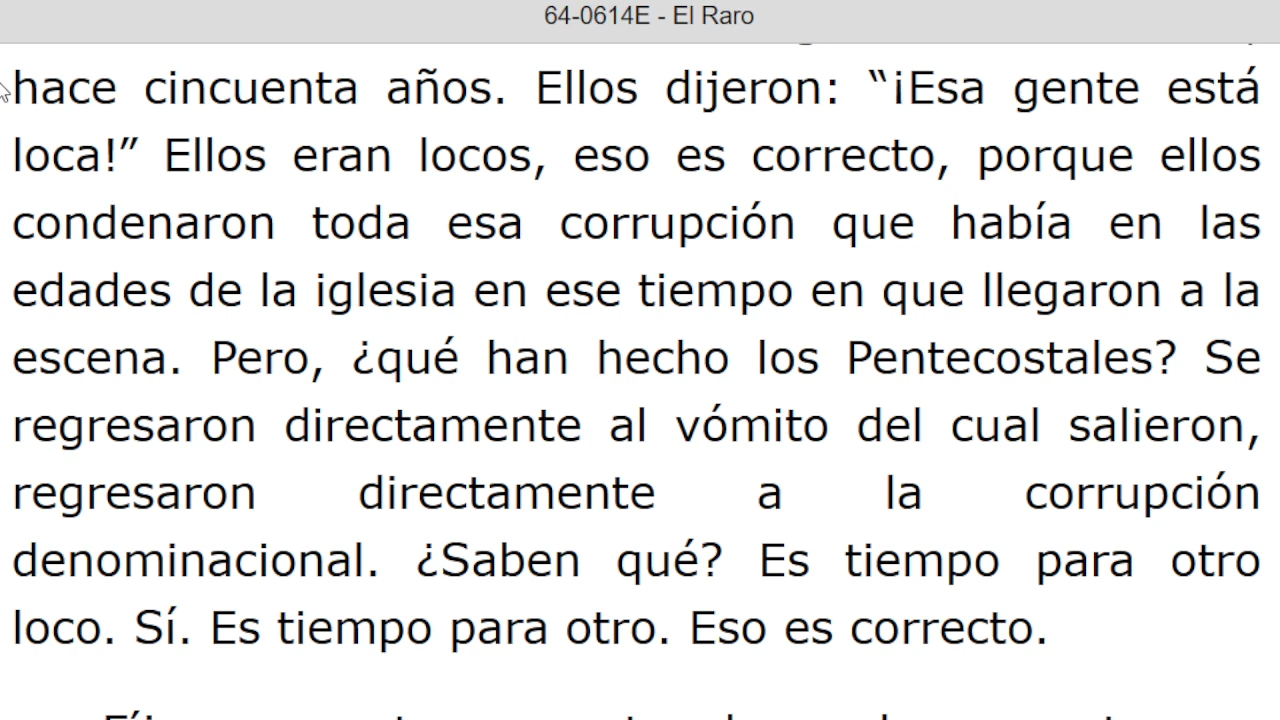 64-0614E - El Raro
hace cincuenta años. Ellos dijeron: “¡Esa gente está
loca!” Ellos eran locos, eso es correcto, porque ellos
condenaron toda esa corrupción que había en las
edades de la iglesia en ese tiempo en que llegaron a la
escena. Pero, ¿qué han hecho los Pentecostales? Se
regresaron directamente al vómito del cual salieron,
regresaron directamente a la corrupción
denominacional. ¿Saben qué? Es tiempo para otro
loco. Sí. Es tiempo para otro. Eso es correcto.